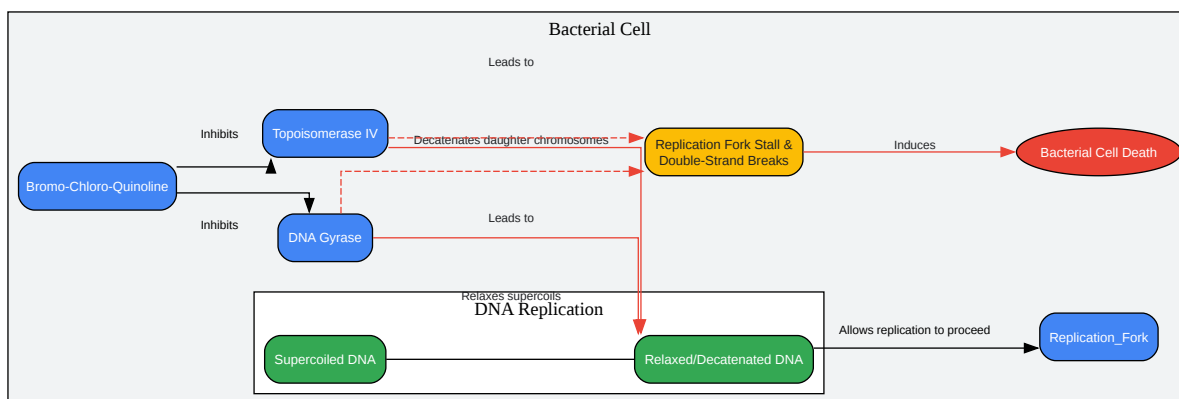 Bacterial Cell
Leads to
Topoisomerase IV
Inhibits
Decatenates daughter chromosomes
Replication Fork Stall &
Double-Strand Breaks
Induces
Bacterial Cell Death
Bromo-Chloro-Quinoline
Inhibits
DNA Gyrase
Leads to
Relaxes supercoils
DNA Replication
Supercoiled DNA
Relaxed/Decatenated DNA
Allows replication to proceed
Replication_Fork